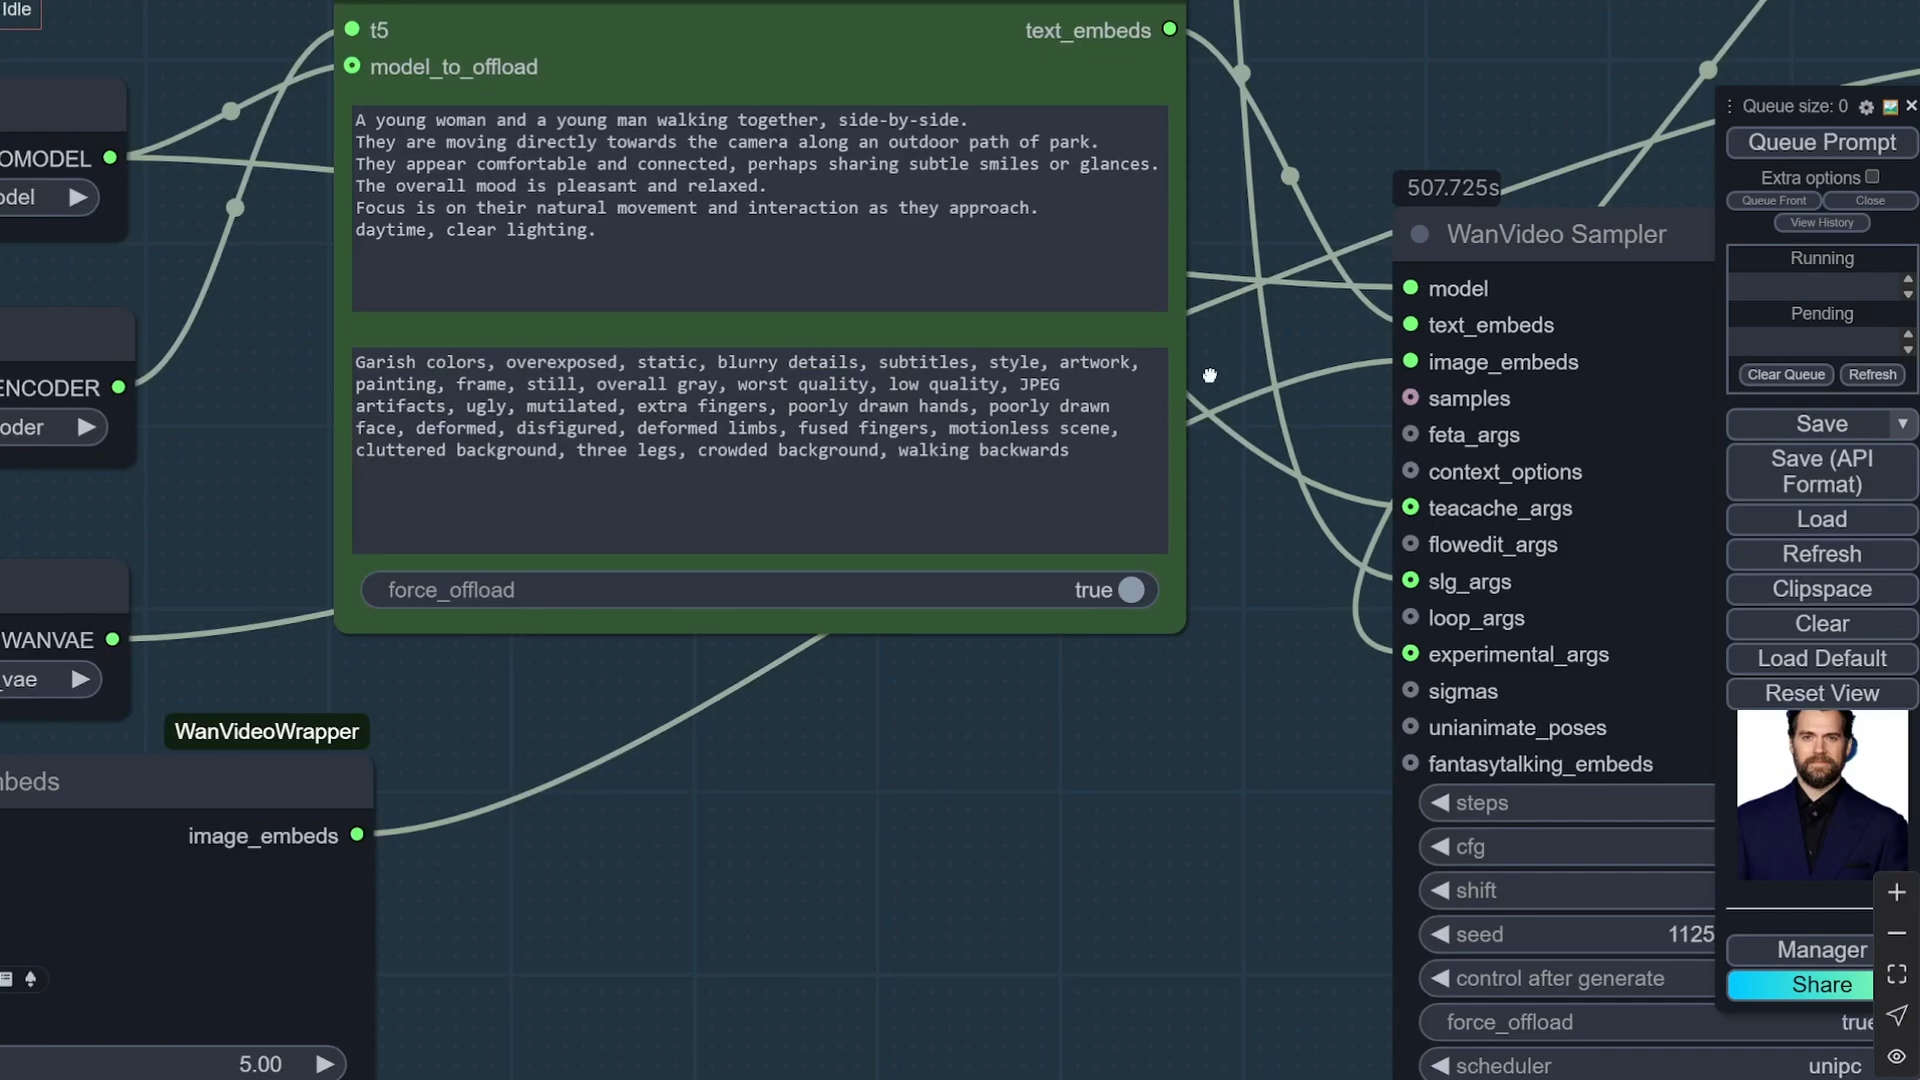 Idle
t5
text_embeds
model_to_offload
A young woman and a young man walking together, side-by-side.
They are moving directly towards the camera along an outdoor path of park.
They appear comfortable and connected, perhaps sharing subtle smiles or glances.
The overall mood is pleasant and relaxed.
Focus is on their natural movement and interaction as they approach.
daytime, clear lighting.
Garish colors, overexposed, static, blurry details, subtitles, style, artwork,
painting, frame, still, overall gray, worst quality, low quality, JPEG
artifacts, ugly, mutilated, extra fingers, poorly drawn hands, poorly drawn
face, deformed, disfigured, deformed limbs, fused fingers, motionless scene,
cluttered background, three legs, crowded background, walking backwards
force_offload
true
OMODEL
odel
ENCODER
oder
WANVAE
_vae
WanVideoWrapper
nbeds
image_embeds
5.00
507.725s
WanVideo Sampler
model
text_embeds
image_embeds
samples
feta_args
context_options
teacache_args
flowedit_args
slg_args
loop_args
experimental_args
sigmas
unianimate_poses
fantasytalking_embeds
steps
cfg
shift
seed 1125
control after generate
force_offload true
scheduler unipc
Queue size: 0
Queue Prompt
Extra options
Queue Front Close
View History
Running
Pending
Clear Queue Refresh
Save
Save (API
Format)
Load
Refresh
Clipspace
Clear
Load Default
Reset View
Manager
Share